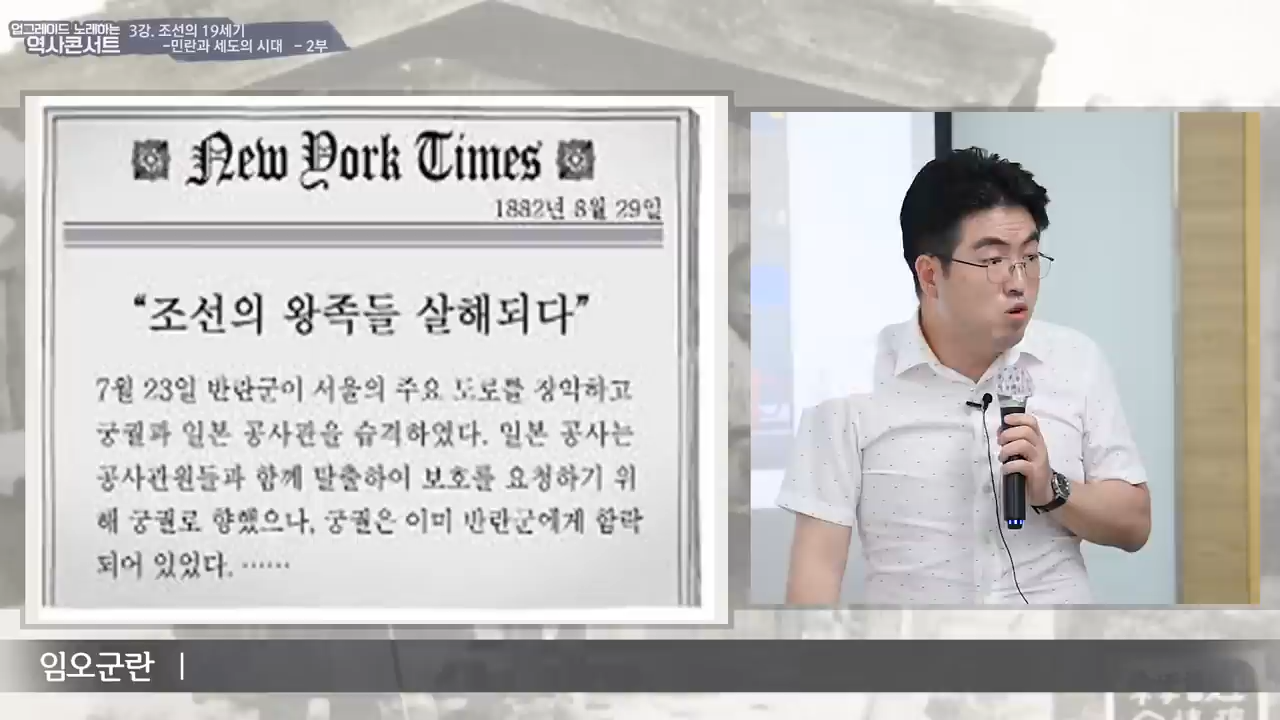 업그레이드 노래하는
역사콘서트
3강. 조선의 19세기
-민란과 세도의 시대 - 2부
New York Times
1882년 8월 29일
“조선의 왕족들 살해되다”
7월 23일 반란군이 서울의 주요 도로를 장악하고
궁궐과 일본 공사관을 습격하였다. 일본 공사는
공사관원들과 함께 탈출하여 보호를 요청하기 위
해 궁궐로 향했으나, 궁궐은 이미 반란군에게 함락
되어 있었다. ……
임오군란 |